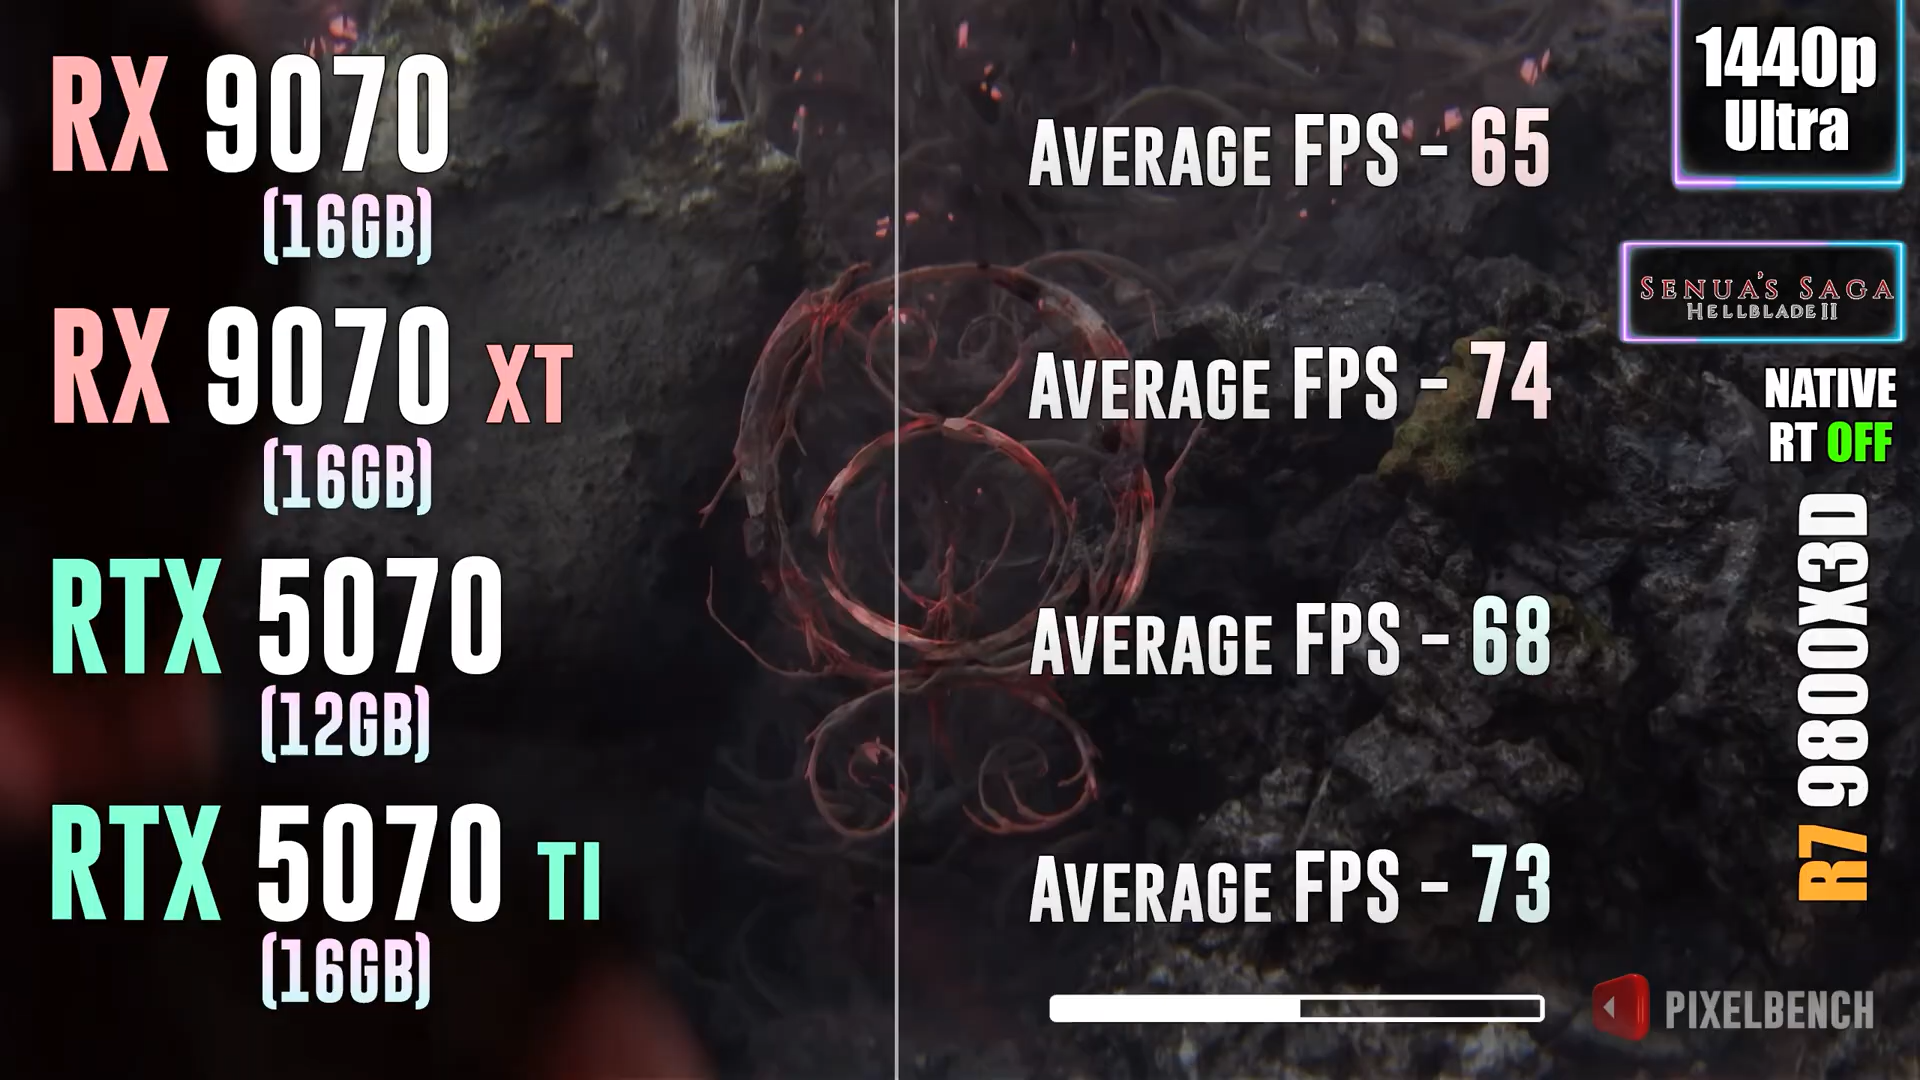 RX 9070
(16GB)
Average FPS - 65
RX 9070 XT
(16GB)
Average FPS - 74
RTX 5070
(12GB)
Average FPS - 68
RTX 5070 TI
(16GB)
Average FPS - 73
1440p
Ultra
Senua's Saga
Hellblade II
NATIVE
RT OFF
R7 9800X3D
PIXELBENCH